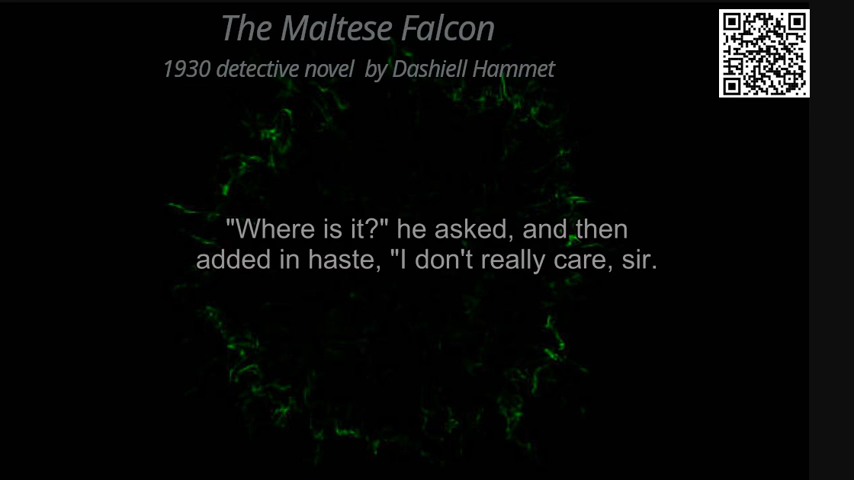 The Maltese Falcon
1930 detective novel by Dashiell Hammet
"Where is it?" he asked, and then
added in haste, "I don't really care, sir.